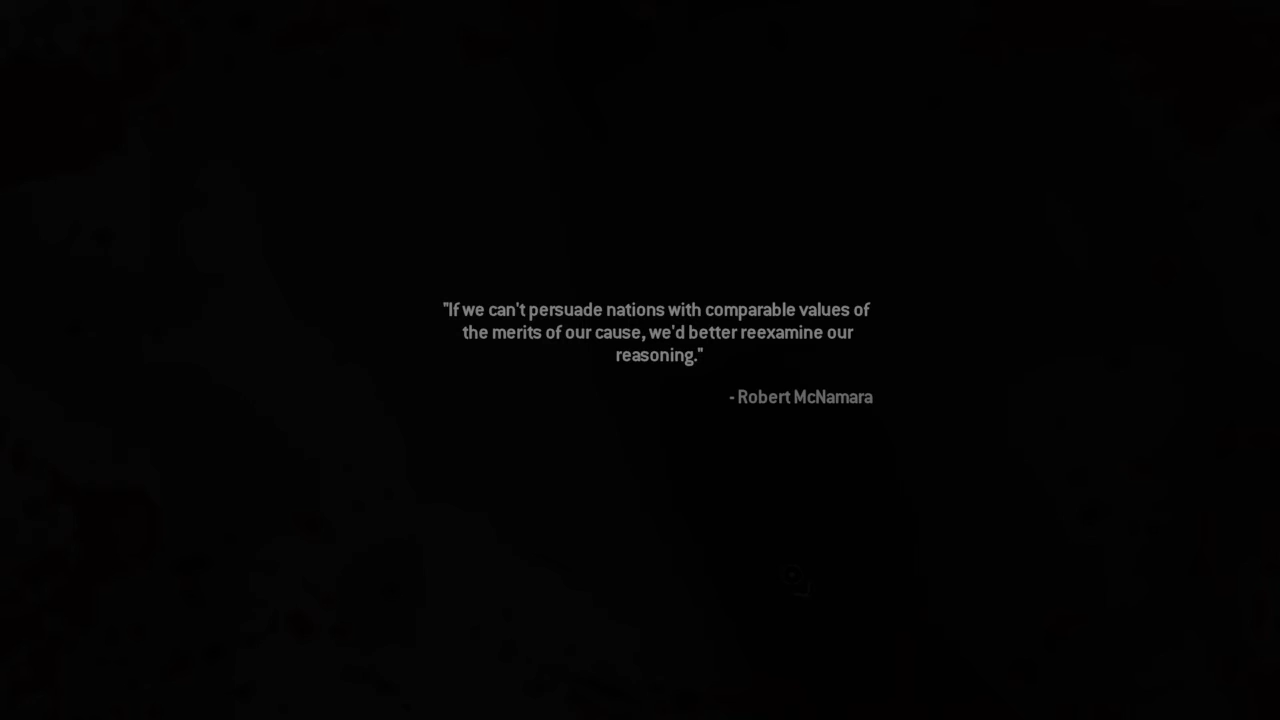 "If we can't persuade nations with comparable values of
the merits of our cause, we'd better reexamine our
reasoning."
- Robert McNamara